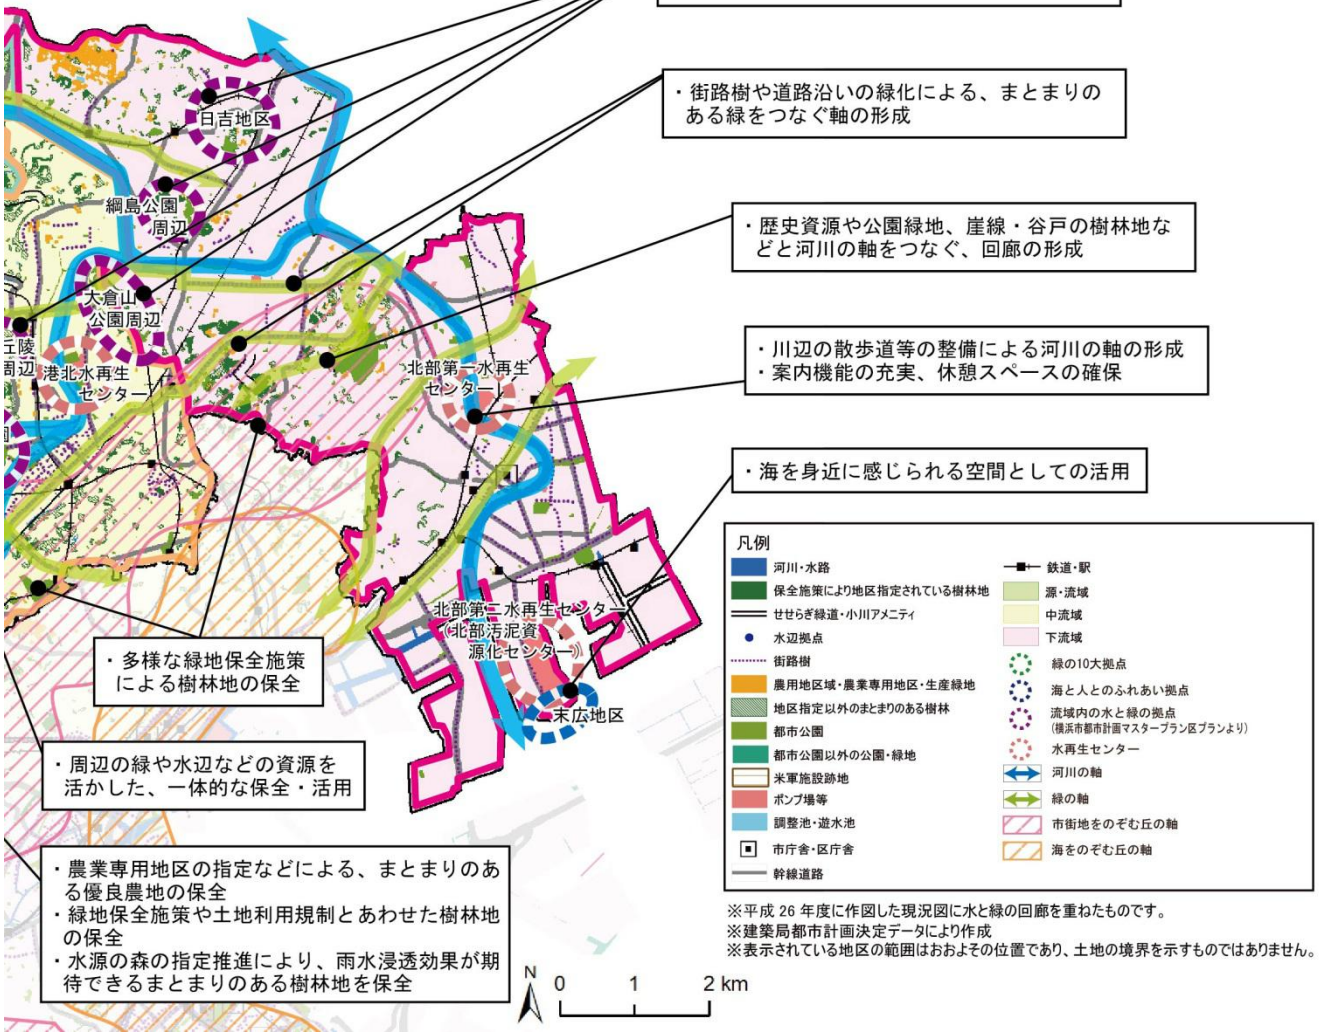 ・街路樹や道路沿いの緑化による、まとまりの
ある緑をつなぐ軸の形成
・歴史資源や公園緑地、崖線・谷戸の樹林地な
どと河川の軸をつなぐ、回廊の形成
・川辺の散歩道等の整備による河川の軸の形成
・案内機能の充実、休憩スペースの確保
・海を身近に感じられる空間としての活用
日吉地区
綱島公園
周辺
大倉山
公園周辺
丘陵
周辺
港北水再生
センター
園
北部第一水再生
センター
北部第二水再生センター
(北部汚泥資
源化センター)
末広地区
・多様な緑地保全施策
による樹林地の保全
・周辺の緑や水辺などの資源を
活かした、一体的な保全・活用
・農業専用地区の指定などによる、まとまりのあ
る優良農地の保全
・緑地保全施策や土地利用規制とあわせた樹林地
の保全
・水源の森の指定推進により、雨水浸透効果が期
待できるまとまりのある樹林地を保全
凡例
河川・水路
保全施策により地区指定されている樹林地
せせらぎ緑道・小川アメニティ
水辺拠点
街路樹
農用地区域・農業専用地区・生産緑地
地区指定以外のまとまりのある樹林
都市公園
都市公園以外の公園・緑地
米軍施設跡地
ポンプ場等
調整池・遊水池
市庁舎・区庁舎
幹線道路
鉄道・駅
源・流域
中流域
下流域
緑の10大拠点
海と人とのふれあい拠点
流域内の水と緑の拠点
(横浜市都市計画マスタープラン区プランより)
水再生センター
河川の軸
緑の軸
市街地をのぞむ丘の軸
海をのぞむ丘の軸
※平成 26 年度に作図した現況図に水と緑の回廊を重ねたものです。
※建築局都市計画決定データにより作成
※表示されている地区の範囲はおおよその位置であり、土地の境界を示すものではありません。
N
0 1 2 km